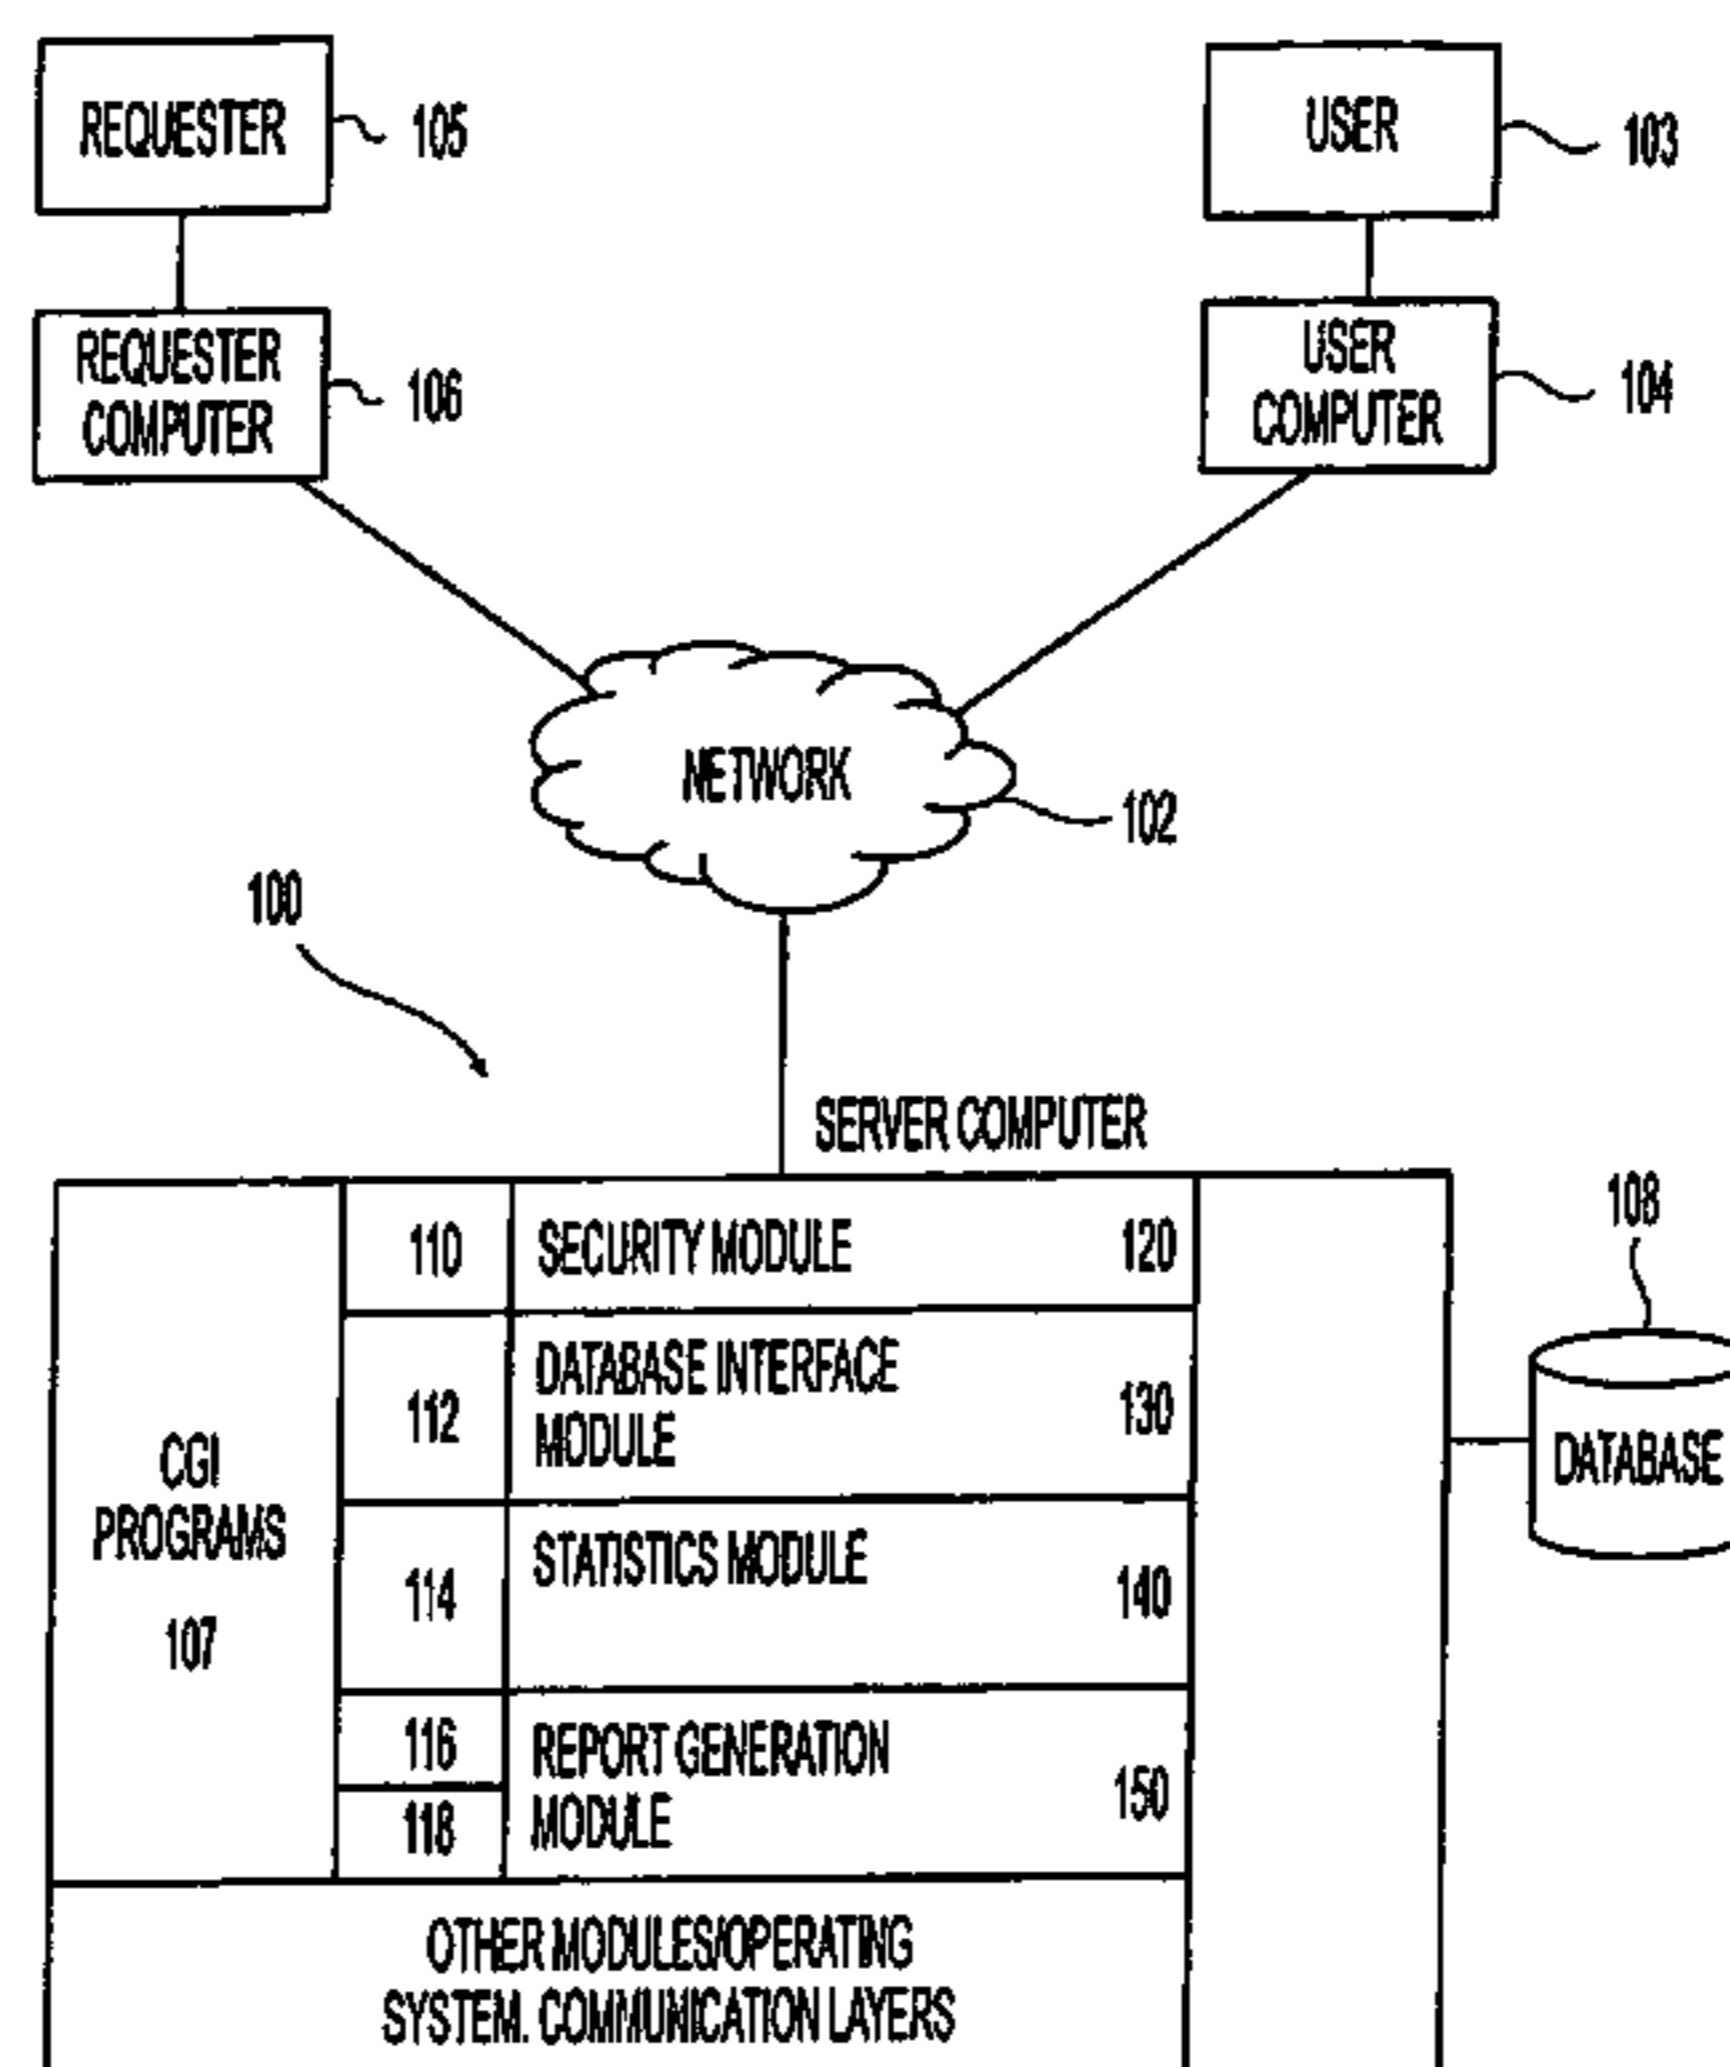 REQUESTER
105
USER
103
REQUESTER
COMPUTER
106
USER
COMPUTER
104
NETWORK
102
100
SERVER COMPUTER
108
DATABASE
CGI
PROGRAMS
107
110
SECURITY MODULE
120
112
DATABASE INTERFACE
MODULE
130
114
STATISTICS MODULE
140
116
118
REPORT GENERATION
MODULE
150
OTHER MODULES/OPERATING
SYSTEM. COMMUNICATION LAYERS